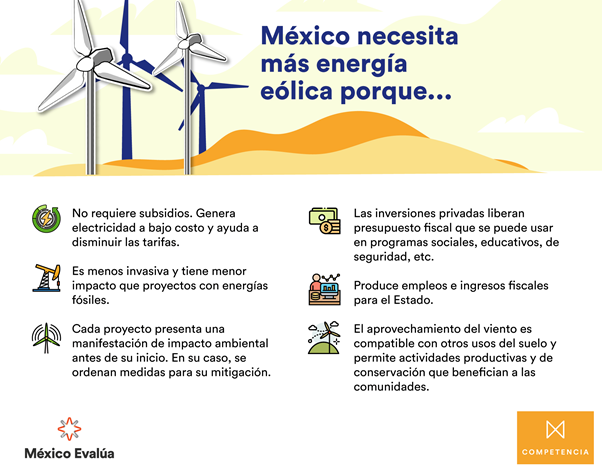 México necesita
más energía
eólica porque...
No requiere subsidios. Genera
electricidad a bajo costo y ayuda a
disminuir las tarifas.
Es menos invasiva y tiene menor
impacto que proyectos con energías
fósiles.
Cada proyecto presenta una
manifestación de impacto ambiental
antes de su inicio. En su caso, se
ordenan medidas para su mitigación.
Las inversiones privadas liberan
presupuesto fiscal que se puede usar
en programas sociales, educativos, de
seguridad, etc.
Produce empleos e ingresos fiscales
para el Estado.
El aprovechamiento del viento es
compatible con otros usos del suelo y
permite actividades productivas y de
conservación que benefician a las
comunidades.
México Evalúa
COMPETENCIA